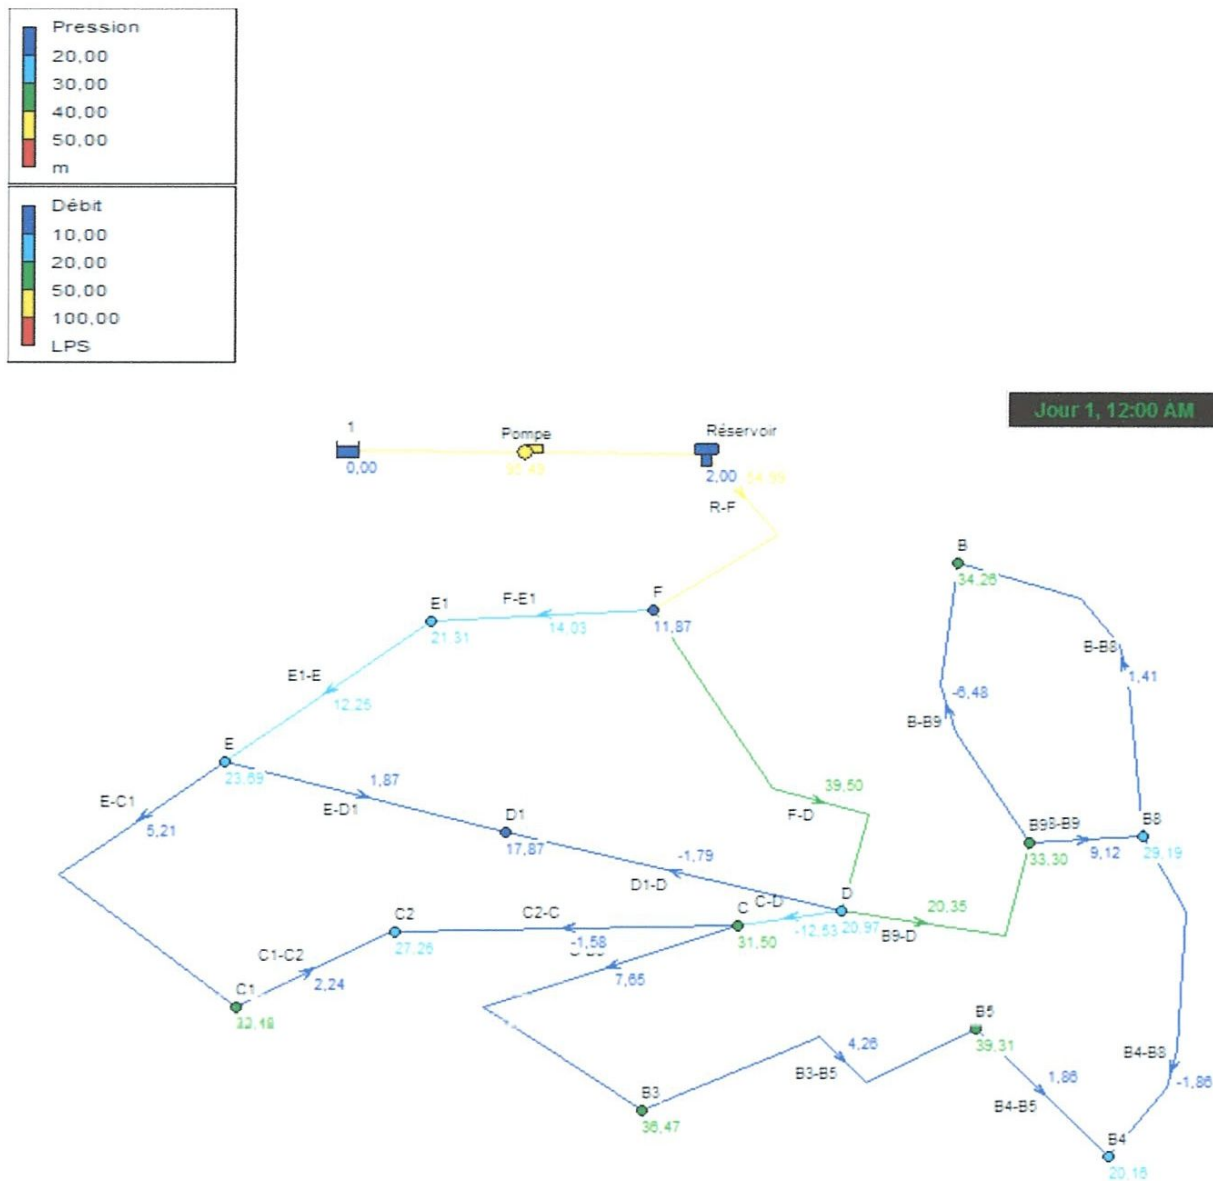 Pression
20,00
30,00
40,00
50,00
m
Débit
10,00
20,00
50,00
100,00
LPS
Jour 1, 12:00 AM
1
Pompe
Réservoir
0,00
2,00
R-F
B
34,26
E1
F-E1
F
21,31
14,03
11,87
B-B8
1,41
E1-E
12,25
-6,48
B-B9
E
23,69
1,87
E-D1
E-C1
5,21
39,50
F-D
D1
17,87
-1,79
D1-D
B9
8-B9
B8
33,30
9,12
29,19
C-D
D
20,35
C2
C2-C
C
-12,53
20,97
B9-D
27,26
-1,58
31,50
C1-C2
2,24
7,65
C1
32,48
B5
39,31
4,26
B3-B5
B4-B8
-1,86
1,86
B4-B5
B3
36,47
B4
20,16